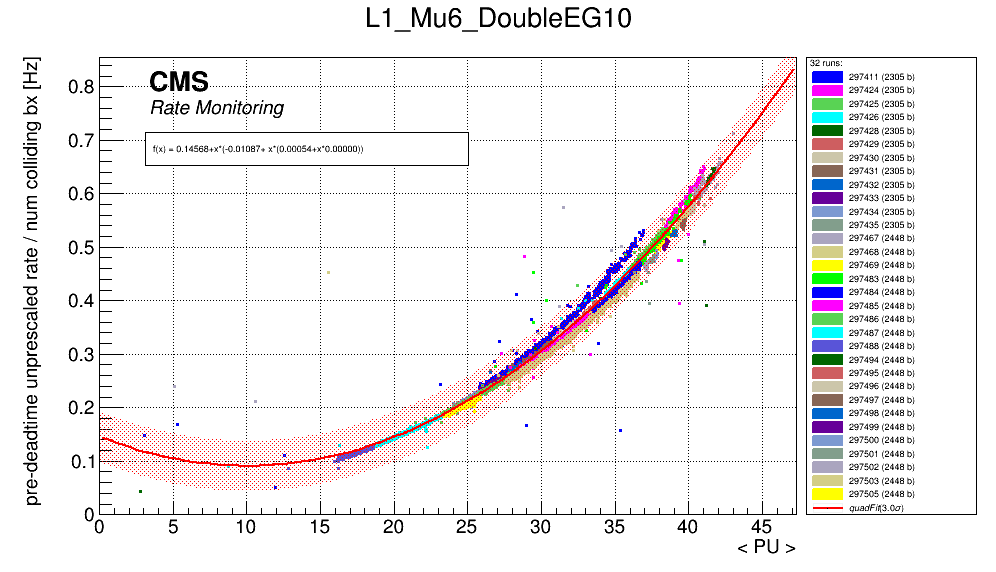 L1_Mu6_DoubleEG10
pre-deadtime unprescaled rate / num colliding bx [Hz]
CMS
Rate Monitoring
f(x) = 0.14568+x*(-0.01087+ x*(0.00054+x*0.00000))
0.8
0.7
0.6
0.5
0.4
0.3
0.2
0.1
0
0 5 10 15 20 25 30 35 40 45
< PU >
32 runs:
297411 (2305 b)
297424 (2305 b)
297425 (2305 b)
297426 (2305 b)
297428 (2305 b)
297429 (2305 b)
297430 (2305 b)
297431 (2305 b)
297432 (2305 b)
297433 (2305 b)
297434 (2305 b)
297435 (2305 b)
297467 (2448 b)
297468 (2448 b)
297469 (2448 b)
297483 (2448 b)
297484 (2448 b)
297485 (2448 b)
297486 (2448 b)
297487 (2448 b)
297488 (2448 b)
297494 (2448 b)
297495 (2448 b)
297496 (2448 b)
297497 (2448 b)
297498 (2448 b)
297499 (2448 b)
297500 (2448 b)
297501 (2448 b)
297502 (2448 b)
297503 (2448 b)
297505 (2448 b)
quadFit(3.0σ)